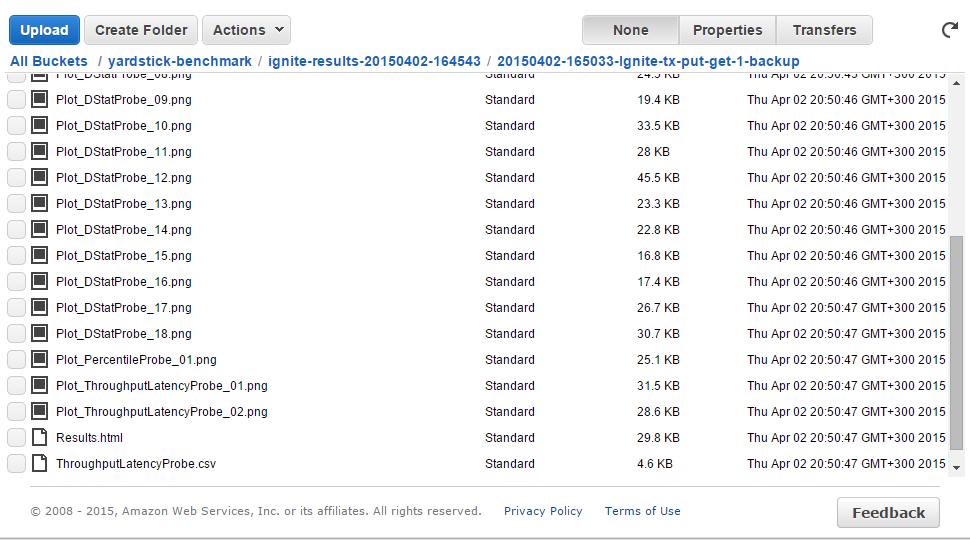 Upload Create Folder Actions None Properties Transfers
All Buckets / yardstick-benchmark / ignite-results-20150402-164543 / 20150402-165033-Ignite-tx-put-get-1-backup
Plot_DStatProbe_08.png Standard 24.5 KB Thu Apr 02 20:50:46 GMT+300 2015
Plot_DStatProbe_09.png Standard 19.4 KB Thu Apr 02 20:50:46 GMT+300 2015
Plot_DStatProbe_10.png Standard 33.5 KB Thu Apr 02 20:50:46 GMT+300 2015
Plot_DStatProbe_11.png Standard 28 KB Thu Apr 02 20:50:46 GMT+300 2015
Plot_DStatProbe_12.png Standard 45.5 KB Thu Apr 02 20:50:46 GMT+300 2015
Plot_DStatProbe_13.png Standard 23.3 KB Thu Apr 02 20:50:46 GMT+300 2015
Plot_DStatProbe_14.png Standard 22.8 KB Thu Apr 02 20:50:46 GMT+300 2015
Plot_DStatProbe_15.png Standard 16.8 KB Thu Apr 02 20:50:46 GMT+300 2015
Plot_DStatProbe_16.png Standard 17.4 KB Thu Apr 02 20:50:46 GMT+300 2015
Plot_DStatProbe_17.png Standard 26.7 KB Thu Apr 02 20:50:47 GMT+300 2015
Plot_DStatProbe_18.png Standard 30.7 KB Thu Apr 02 20:50:47 GMT+300 2015
Plot_PercentileProbe_01.png Standard 25.1 KB Thu Apr 02 20:50:47 GMT+300 2015
Plot_ThroughputLatencyProbe_01.png Standard 31.5 KB Thu Apr 02 20:50:47 GMT+300 2015
Plot_ThroughputLatencyProbe_02.png Standard 28.6 KB Thu Apr 02 20:50:47 GMT+300 2015
Results.html Standard 29.8 KB Thu Apr 02 20:50:47 GMT+300 2015
ThroughputLatencyProbe.csv Standard 4.6 KB Thu Apr 02 20:50:47 GMT+300 2015
© 2008 - 2015, Amazon Web Services, Inc. or its affiliates. All rights reserved. Privacy Policy Terms of Use Feedback